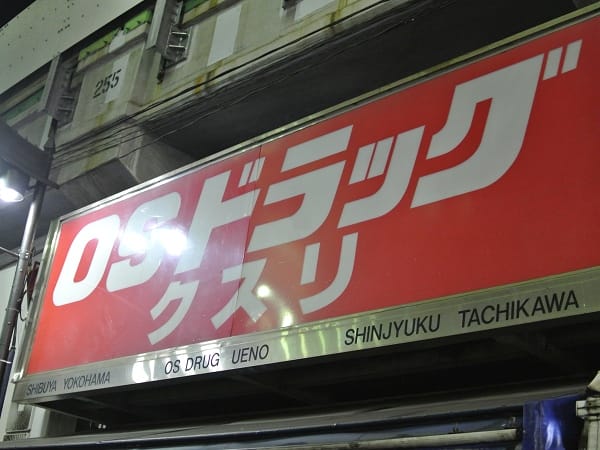 255
OSドラッグ
クスリ
SHIBUYA YOKOHAMA OS DRUG UENO SHINJYUKU TACHIKAWA